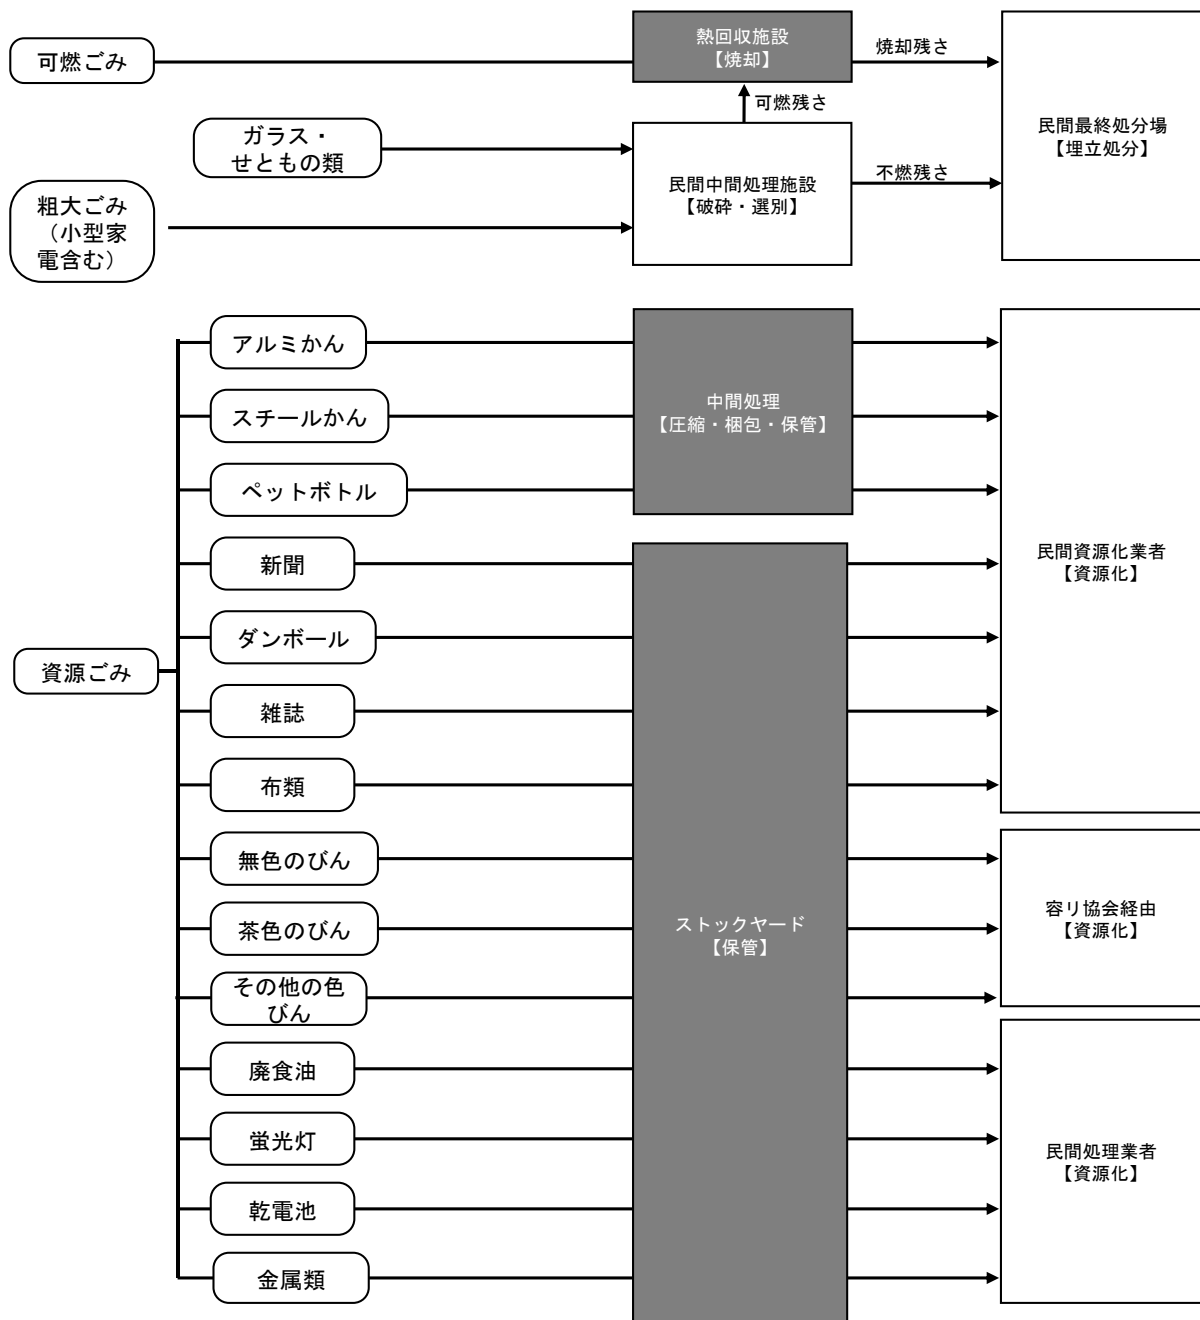 可燃ごみ
熱回収施設
【焼却】
焼却残さ
可燃残さ
民間最終処分場
【埋立処分】
ガラス・
せともの類
民間中間処理施設
【破砕・選別】
不燃残さ
粗大ごみ
（小型家
電含む）
アルミかん
スチールかん
ペットボトル
中間処理
【圧縮・梱包・保管】
新聞
ダンボール
資源ごみ
雑誌
布類
民間資源化業者
【資源化】
無色のびん
茶色のびん
その他の色
びん
ストックヤード
【保管】
容リ協会経由
【資源化】
廃食油
蛍光灯
乾電池
金属類
民間処理業者
【資源化】